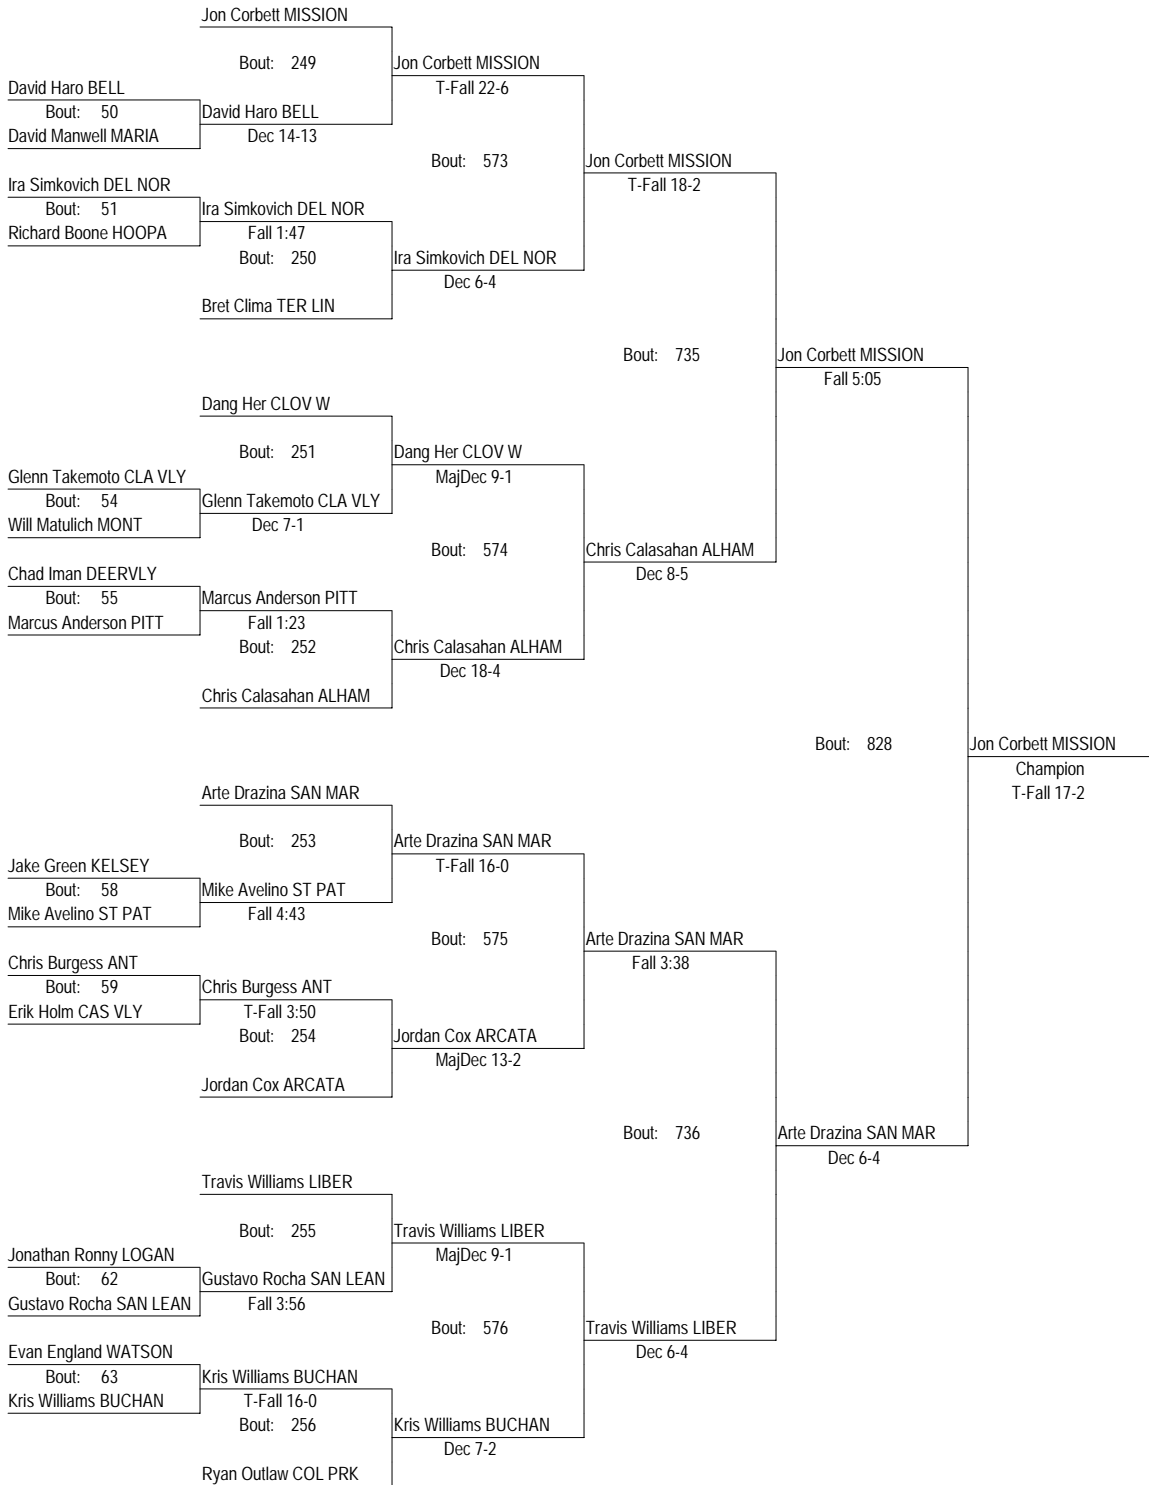 Jon Corbett MISSION
Bout: 249
Jon Corbett MISSION
David Haro BELL
T-Fall 22-6
Bout: 50
David Haro BELL
David Manwell MARIA
Dec 14-13
Bout: 573
Jon Corbett MISSION
Ira Simkovich DEL NOR
T-Fall 18-2
Bout: 51
Ira Simkovich DEL NOR
Richard Boone HOOPA
Fall 1:47
Bout: 250
Ira Simkovich DEL NOR
Dec 6-4
Bret Clima TER LIN
Bout: 735
Jon Corbett MISSION
Fall 5:05
Dang Her CLOV W
Bout: 251
Dang Her CLOV W
Glenn Takemoto CLA VLY
MajDec 9-1
Bout: 54
Glenn Takemoto CLA VLY
Will Matulich MONT
Dec 7-1
Bout: 574
Chris Calasahan ALHAM
Chad Iman DEERVLY
Dec 8-5
Bout: 55
Marcus Anderson PITT
Marcus Anderson PITT
Fall 1:23
Bout: 252
Chris Calasahan ALHAM
Dec 18-4
Chris Calasahan ALHAM
Bout: 828
Jon Corbett MISSION
Champion
T-Fall 17-2
Arte Drazina SAN MAR
Bout: 253
Arte Drazina SAN MAR
Jake Green KELSEY
T-Fall 16-0
Bout: 58
Mike Avelino ST PAT
Mike Avelino ST PAT
Fall 4:43
Bout: 575
Arte Drazina SAN MAR
Chris Burgess ANT
Fall 3:38
Bout: 59
Chris Burgess ANT
Erik Holm CAS VLY
T-Fall 3:50
Bout: 254
Jordan Cox ARCATA
MajDec 13-2
Jordan Cox ARCATA
Bout: 736
Arte Drazina SAN MAR
Dec 6-4
Travis Williams LIBER
Bout: 255
Travis Williams LIBER
Jonathan Ronny LOGAN
MajDec 9-1
Bout: 62
Gustavo Rocha SAN LEAN
Gustavo Rocha SAN LEAN
Fall 3:56
Bout: 576
Travis Williams LIBER
Evan England WATSON
Dec 6-4
Bout: 63
Kris Williams BUCHAN
Kris Williams BUCHAN
T-Fall 16-0
Bout: 256
Kris Williams BUCHAN
Dec 7-2
Ryan Outlaw COL PRK